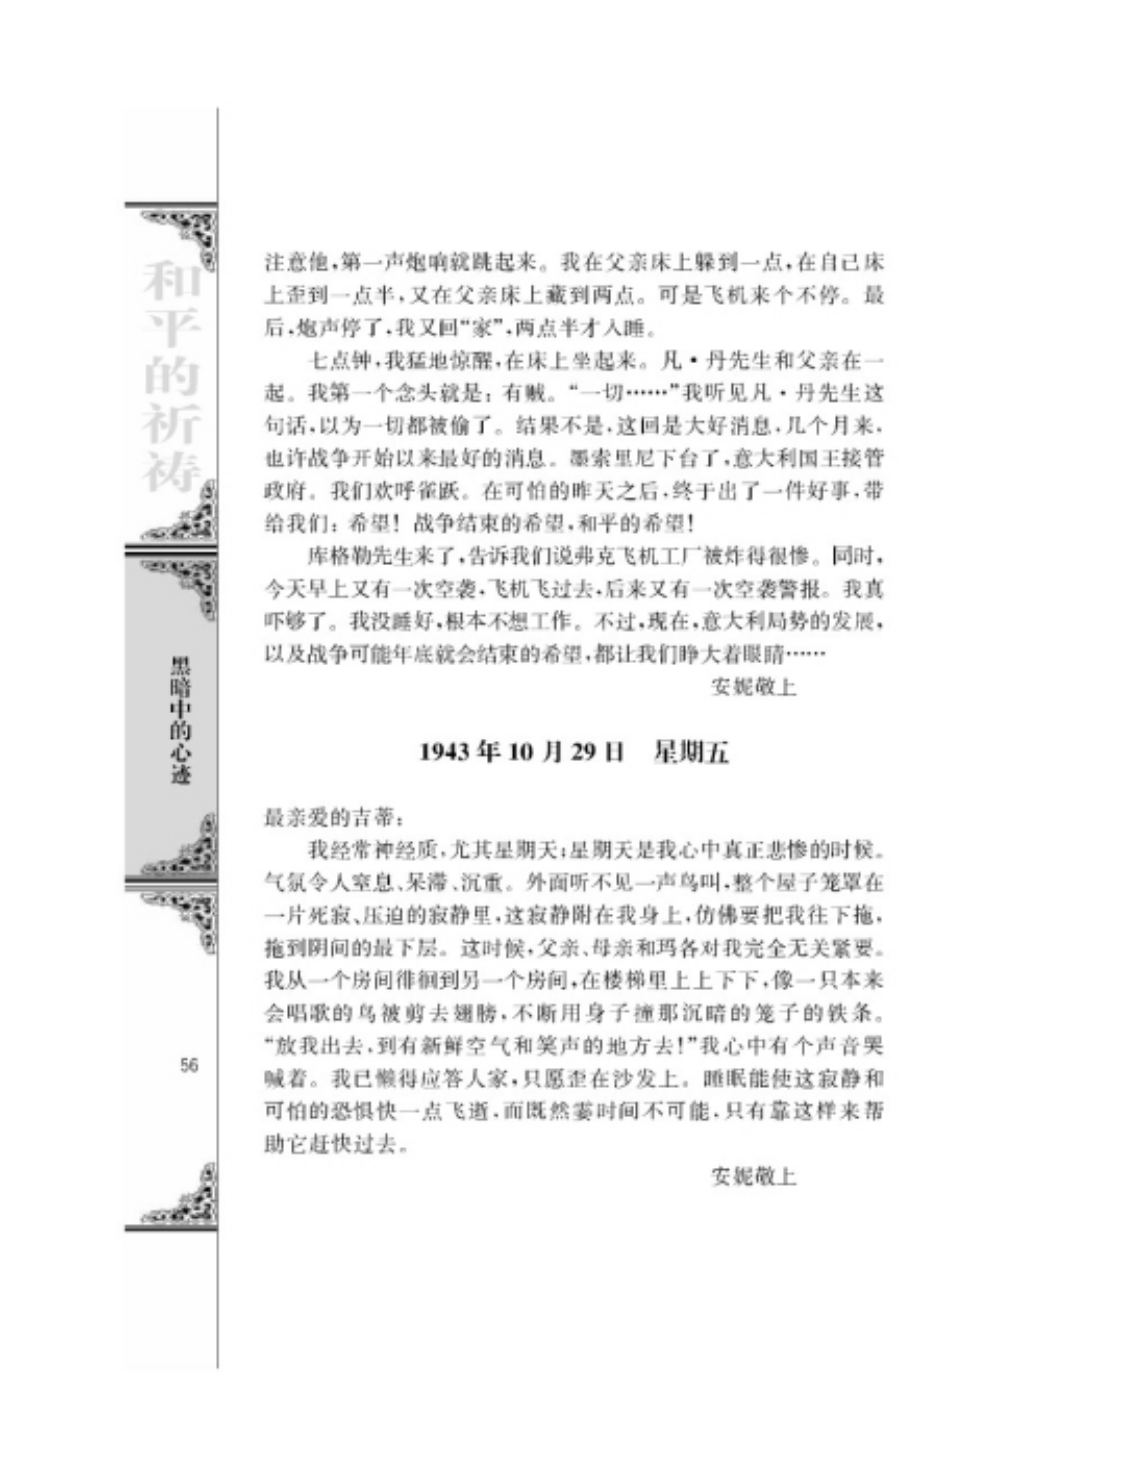 和平的祈祷
黑暗中的心迹
56
注意他,第一声炮响就跳起来。我在父亲床上躲到一点,在自己床
上歪到一点半,又在父亲床上藏到两点。可是飞机来个不停。最
后,炮声停了,我又回“家”,两点半才入睡。
七点钟,我猛地惊醒,在床上坐起来。凡·丹先生和父亲在一
起。我第一个念头就是:有贼。“一切……”我听见凡·丹先生这
句话,以为一切都被偷了。结果不是,这回是大好消息,几个月来,
也许战争开始以来最好的消息。墨索里尼下台了,意大利国王接管
政府。我们欢呼雀跃。在可怕的昨天之后,终于出了一件好事,带
给我们:希望!战争结束的希望,和平的希望!
库格勒先生来了,告诉我们说弗克飞机工厂被炸得很惨。同时,
今天早上又有一次空袭,飞机飞过去,后来又有一次空袭警报。我真
吓够了。我没睡好,根本不想工作。不过,现在,意大利局势的发展,
以及战争可能年底就会结束的希望,都让我们睁大着眼睛……
安妮敬上
1943年10月29日 星期五
最亲爱的吉蒂:
我经常神经质,尤其星期天;星期天是我心中真正悲惨的时候。
气氛令人窒息、呆滞、沉重。外面听不见一声鸟叫,整个屋子笼罩在
一片死寂、压迫的寂静里,这寂静附在我身上,仿佛要把我往下拖,
拖到阴间的最下层。这时候,父亲、母亲和玛各对我完全无关紧要。
我从一个房间徘徊到另一个房间,在楼梯里上上下下,像一只本来
会唱歌的鸟被剪去翅膀,不断用身子撞那沉暗的笼子的铁条。
“放我出去,到有新鲜空气和笑声的地方去!”我心中有个声音哭
喊着。我已懒得应答人家,只愿歪在沙发上。睡眠能使这寂静和
可怕的恐惧快一点飞逝,而既然霎时间不可能,只有靠这样来帮
助它赶快过去。
安妮敬上